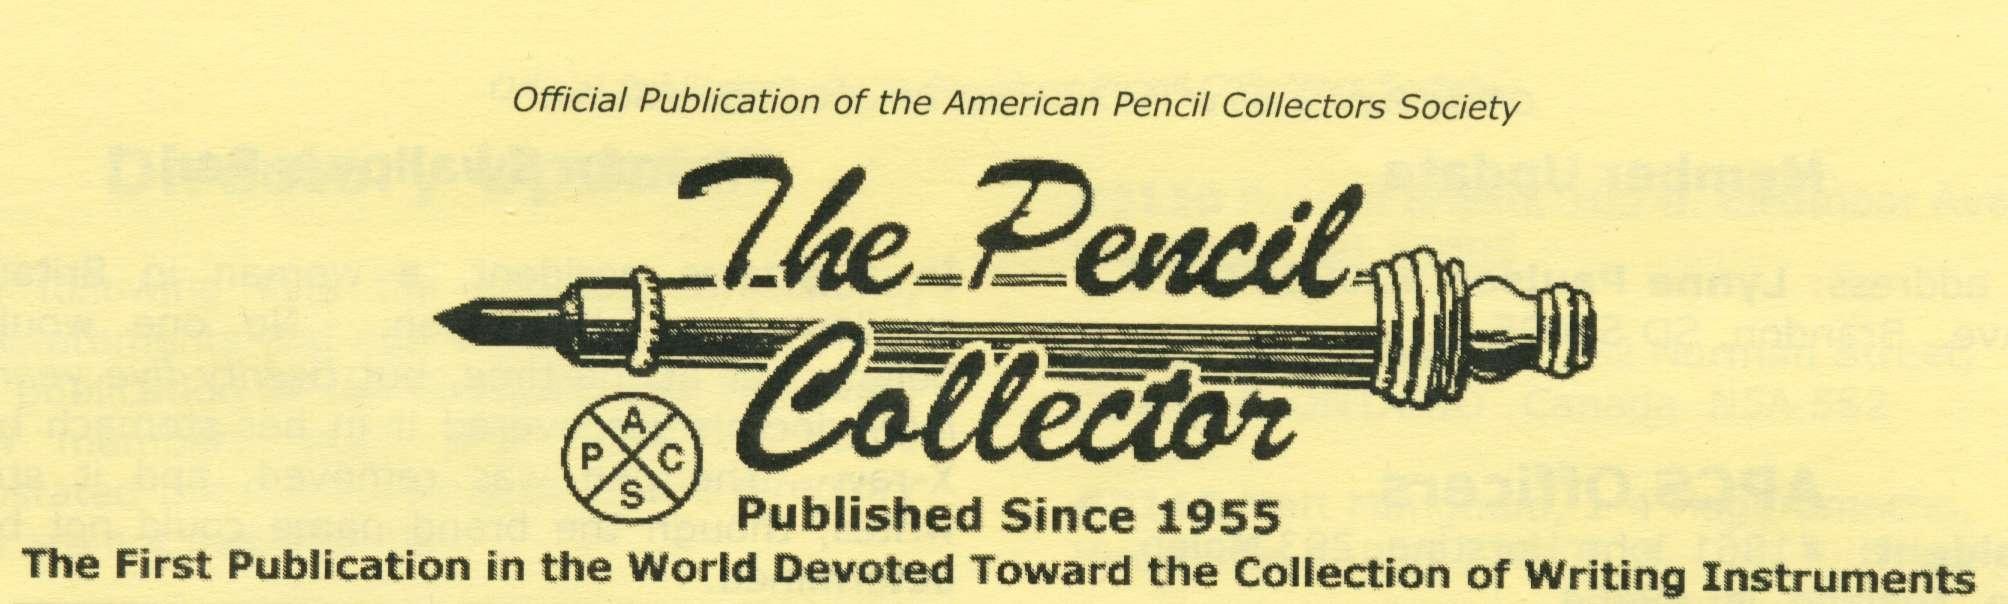 Official Publication of the American Pencil Collectors Society
The Pencil
Collector
A
P C
S
Published Since 1955
The First Publication in the World Devoted Toward the Collection of Writing Instruments